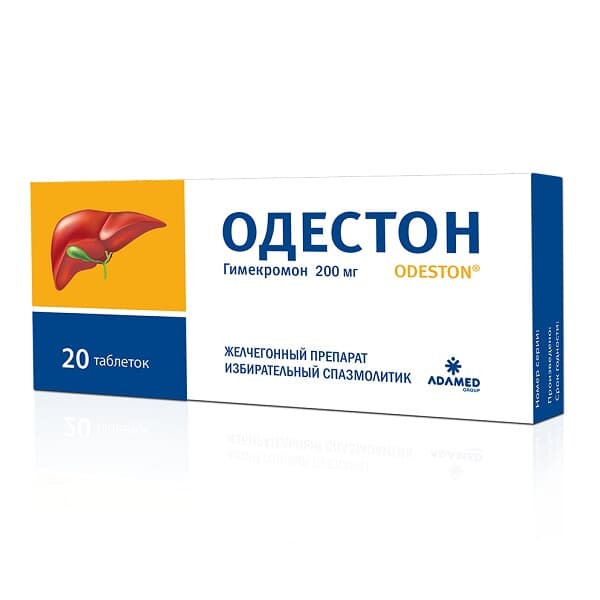 ОДЕСТОН
Гимекромон 200 мг
ODESTON®
20 таблеток
ЖЕЛЧЕГОННЫЙ ПРЕПАРАТ
ИЗБИРАТЕЛЬНЫЙ СПАЗМОЛИТИК
ADAMED
GROUP
Номер серии:
Произведено:
Срок годности: